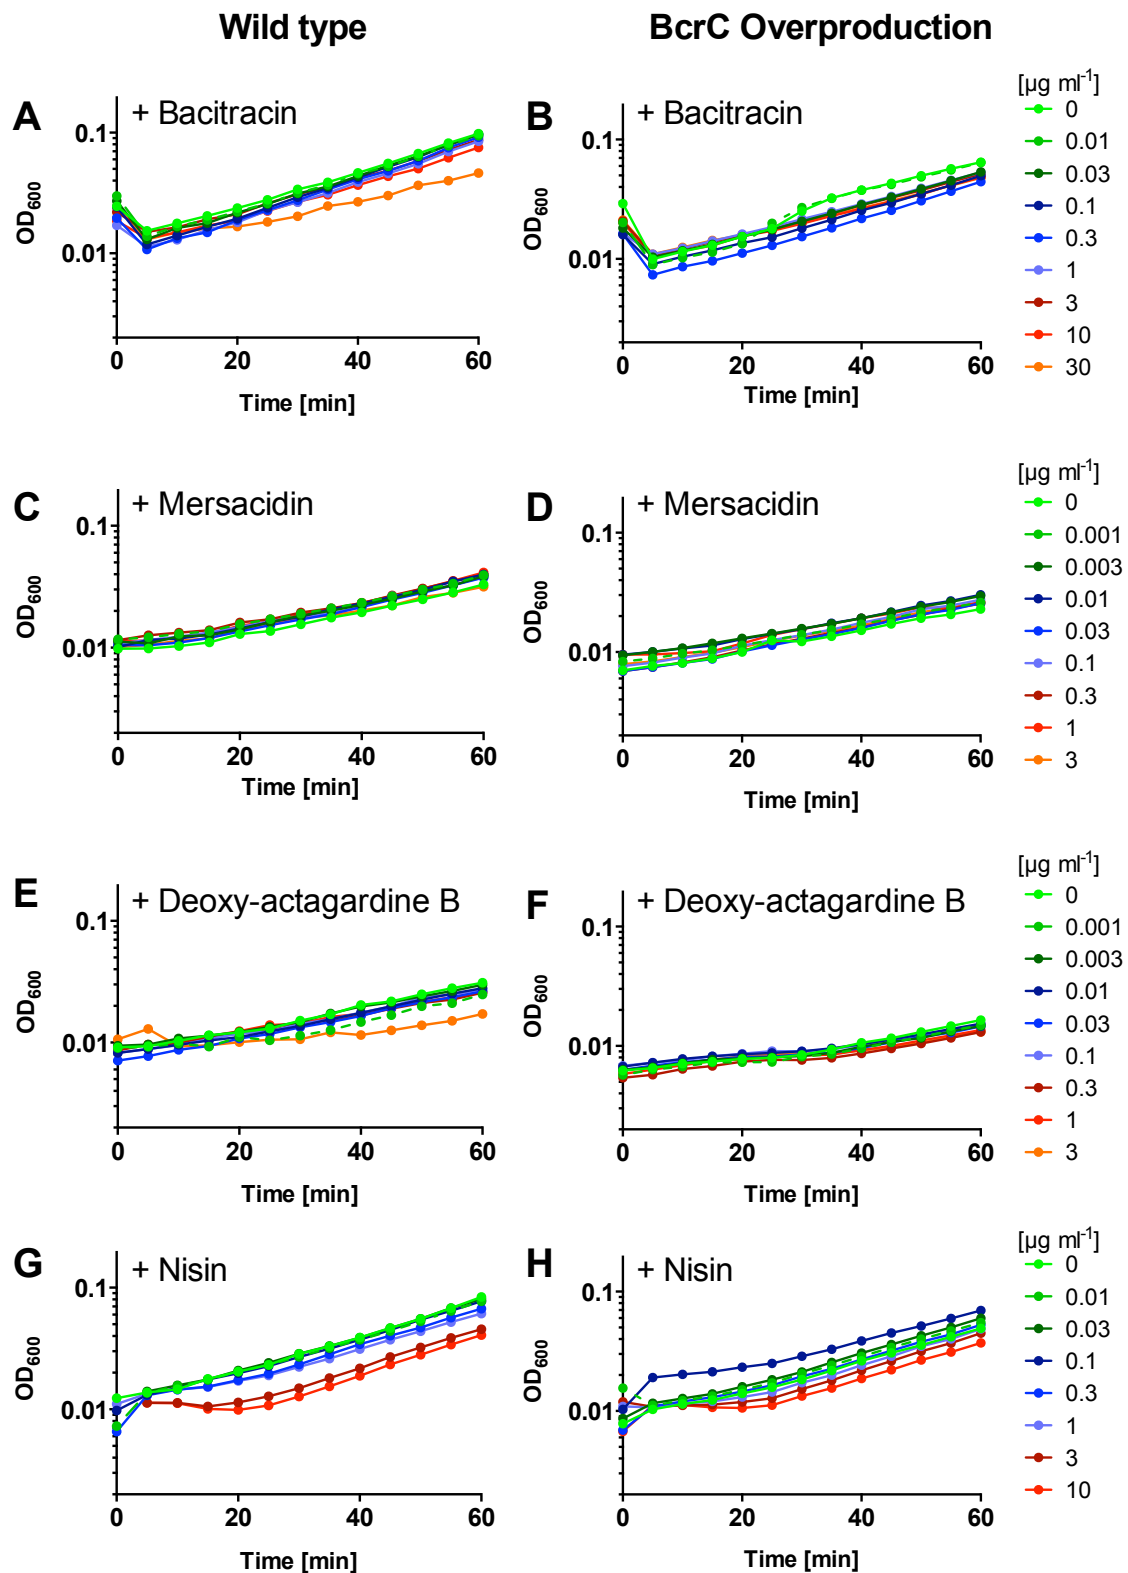 Wild type
BcrC Overproduction
A
+ Bacitracin
0.1
0.01
OD600
0 20 40 60
Time [min]
B
+ Bacitracin
0.1
0.01
OD600
0 20 40 60
Time [min]
[µg ml-1]
0
0.01
0.03
0.1
0.3
1
3
10
30
C
+ Mersacidin
0.1
0.01
OD600
0 20 40 60
Time [min]
D
+ Mersacidin
0.1
0.01
OD600
0 20 40 60
Time [min]
[µg ml-1]
0
0.001
0.003
0.01
0.03
0.1
0.3
1
3
E
+ Deoxy-actagardine B
0.1
0.01
OD600
0 20 40 60
Time [min]
F
+ Deoxy-actagardine B
0.1
0.01
OD600
0 20 40 60
Time [min]
[µg ml-1]
0
0.001
0.003
0.01
0.03
0.1
0.3
1
3
G
+ Nisin
0.1
0.01
OD600
0 20 40 60
Time [min]
H
+ Nisin
0.1
0.01
OD600
0 20 40 60
Time [min]
[µg ml-1]
0
0.01
0.03
0.1
0.3
1
3
10